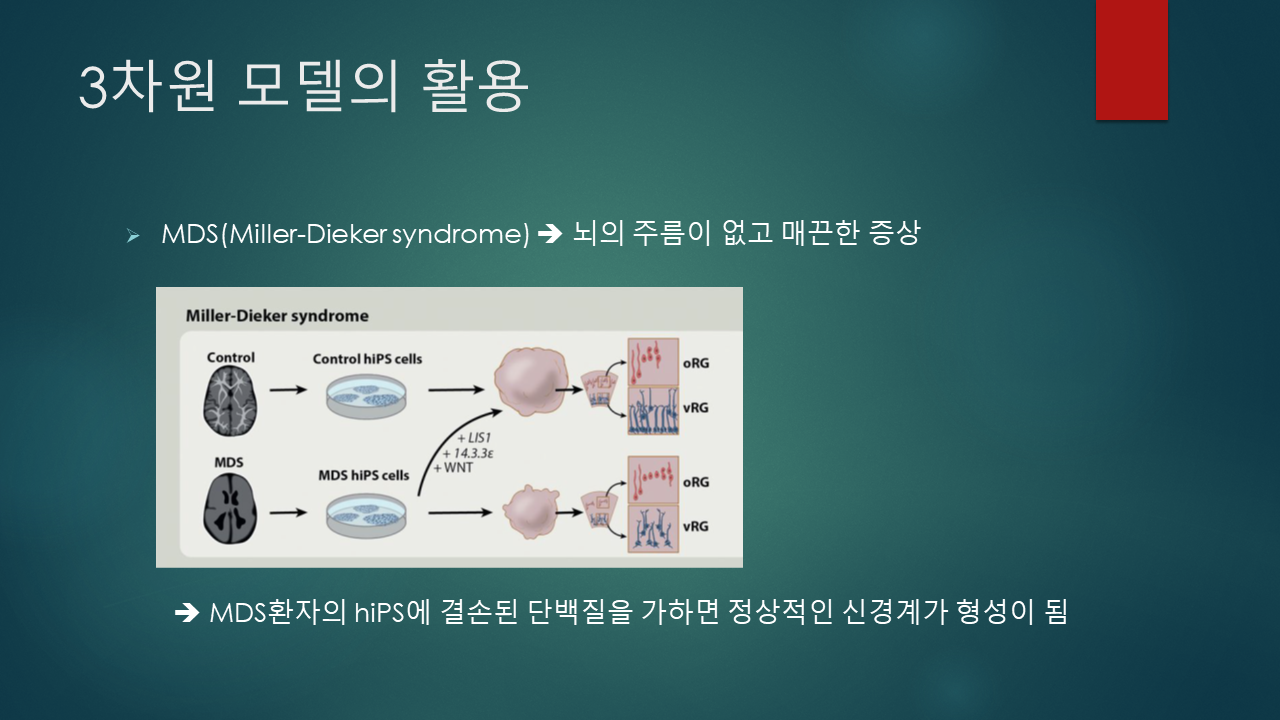 3차원 모델의 활용
MDS(Miller-Dieker syndrome) → 뇌의 주름이 없고 매끈한 증상
Miller-Dieker syndrome
Control
Control hiPS cells
oRG
vRG
+ LIS1
+ 14.3.3ε
+ WNT
MDS
MDS hiPS cells
oRG
vRG
→ MDS환자의 hiPS에 결손된 단백질을 가하면 정상적인 신경계가 형성이 됨